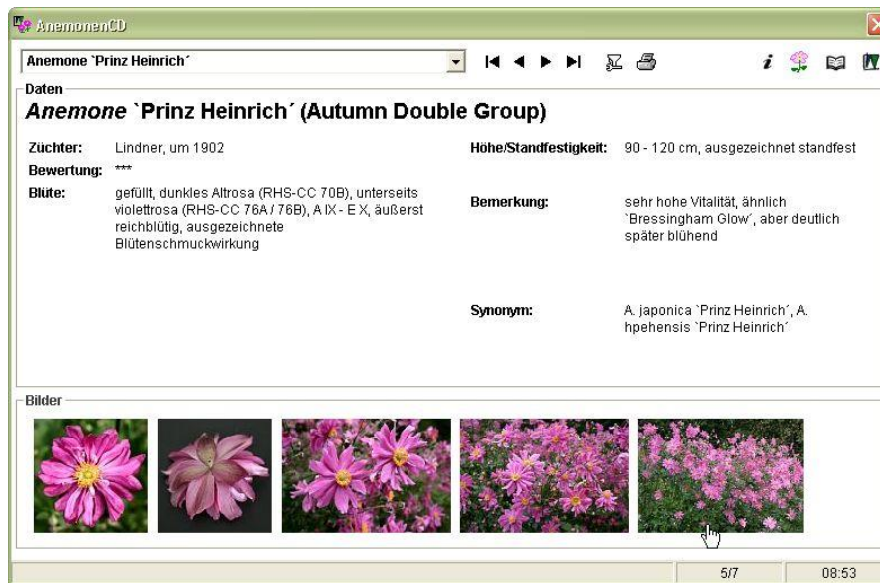 AnemonenCD
Anemone `Prinz Heinrich´
i
Daten
Anemone `Prinz Heinrich´ (Autumn Double Group)
Züchter: Lindner, um 1902
Bewertung: ***
Blüte: gefüllt, dunkles Altrosa (RHS-CC 70B), unterseits
violettrosa (RHS-CC 76A / 76B), A IX - E X, äußerst
reichblütig, ausgezeichnete
Blütenschmuckwirkung
Höhe/Standfestigkeit: 90 - 120 cm, ausgezeichnet standfest
Bemerkung: sehr hohe Vitalität, ähnlich
`Bressingham Glow´, aber deutlich
später blühend
Synonym: A. japonica `Prinz Heinrich´, A.
hpehensis `Prinz Heinrich´
Bilder
5/7
08:53